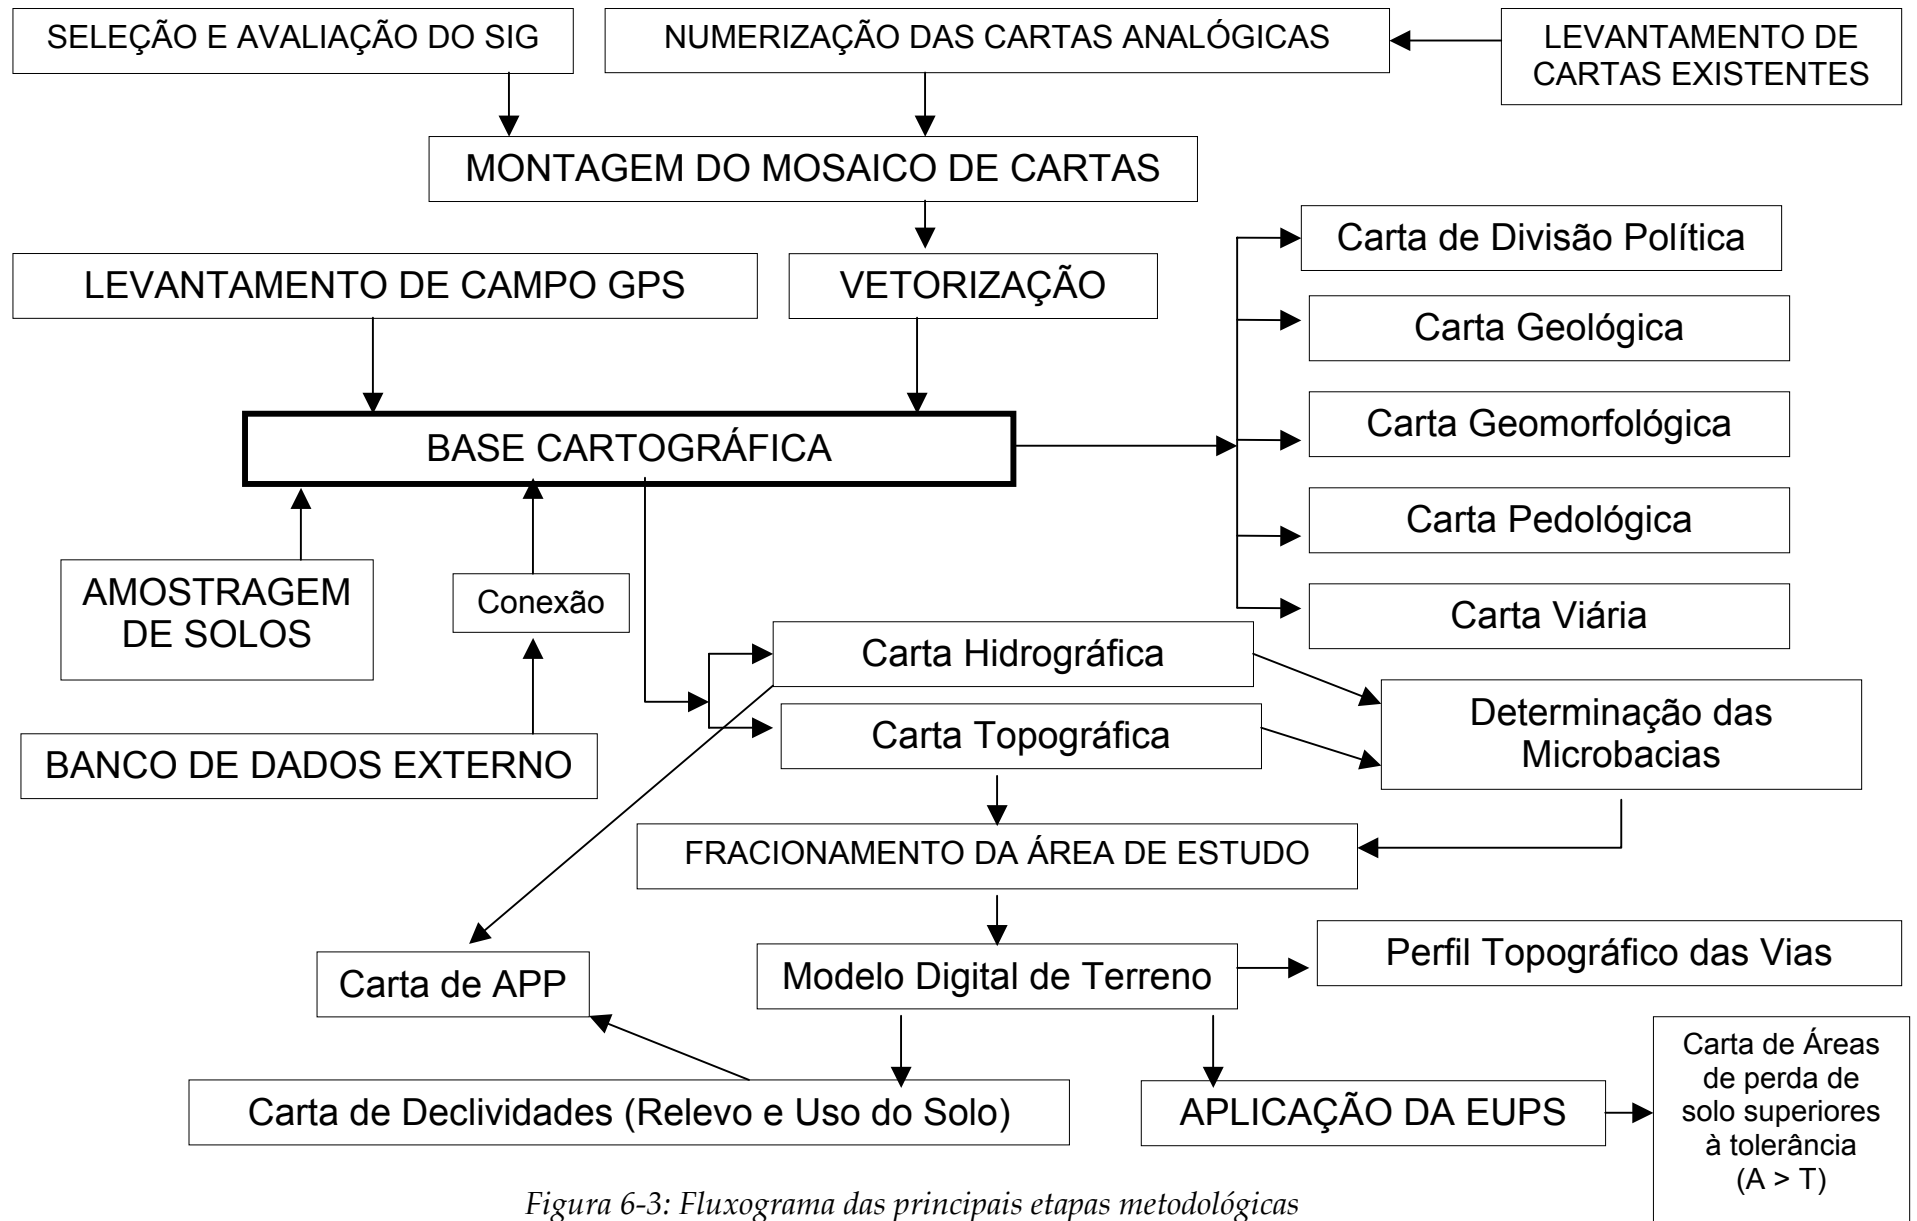 SELEÇÃO E AVALIAÇÃO DO SIG
NUMERIZAÇÃO DAS CARTAS ANALÓGICAS
LEVANTAMENTO DE
CARTAS EXISTENTES
MONTAGEM DO MOSAICO DE CARTAS
LEVANTAMENTO DE CAMPO GPS
VETORIZAÇÃO
Carta de Divisão Política
Carta Geológica
Carta Geomorfológica
Carta Pedológica
Carta Viária
BASE CARTOGRÁFICA
AMOSTRAGEM
DE SOLOS
Conexão
BANCO DE DADOS EXTERNO
Carta Hidrográfica
Carta Topográfica
Determinação das
Microbacias
FRACIONAMENTO DA ÁREA DE ESTUDO
Carta de APP
Modelo Digital de Terreno
Perfil Topográfico das Vias
Carta de Declividades (Relevo e Uso do Solo)
APLICAÇÃO DA EUPS
Carta de Áreas
de perda de
solo superiores
à tolerância
(A > T)
Figura 6-3: Fluxograma das principais etapas metodológicas